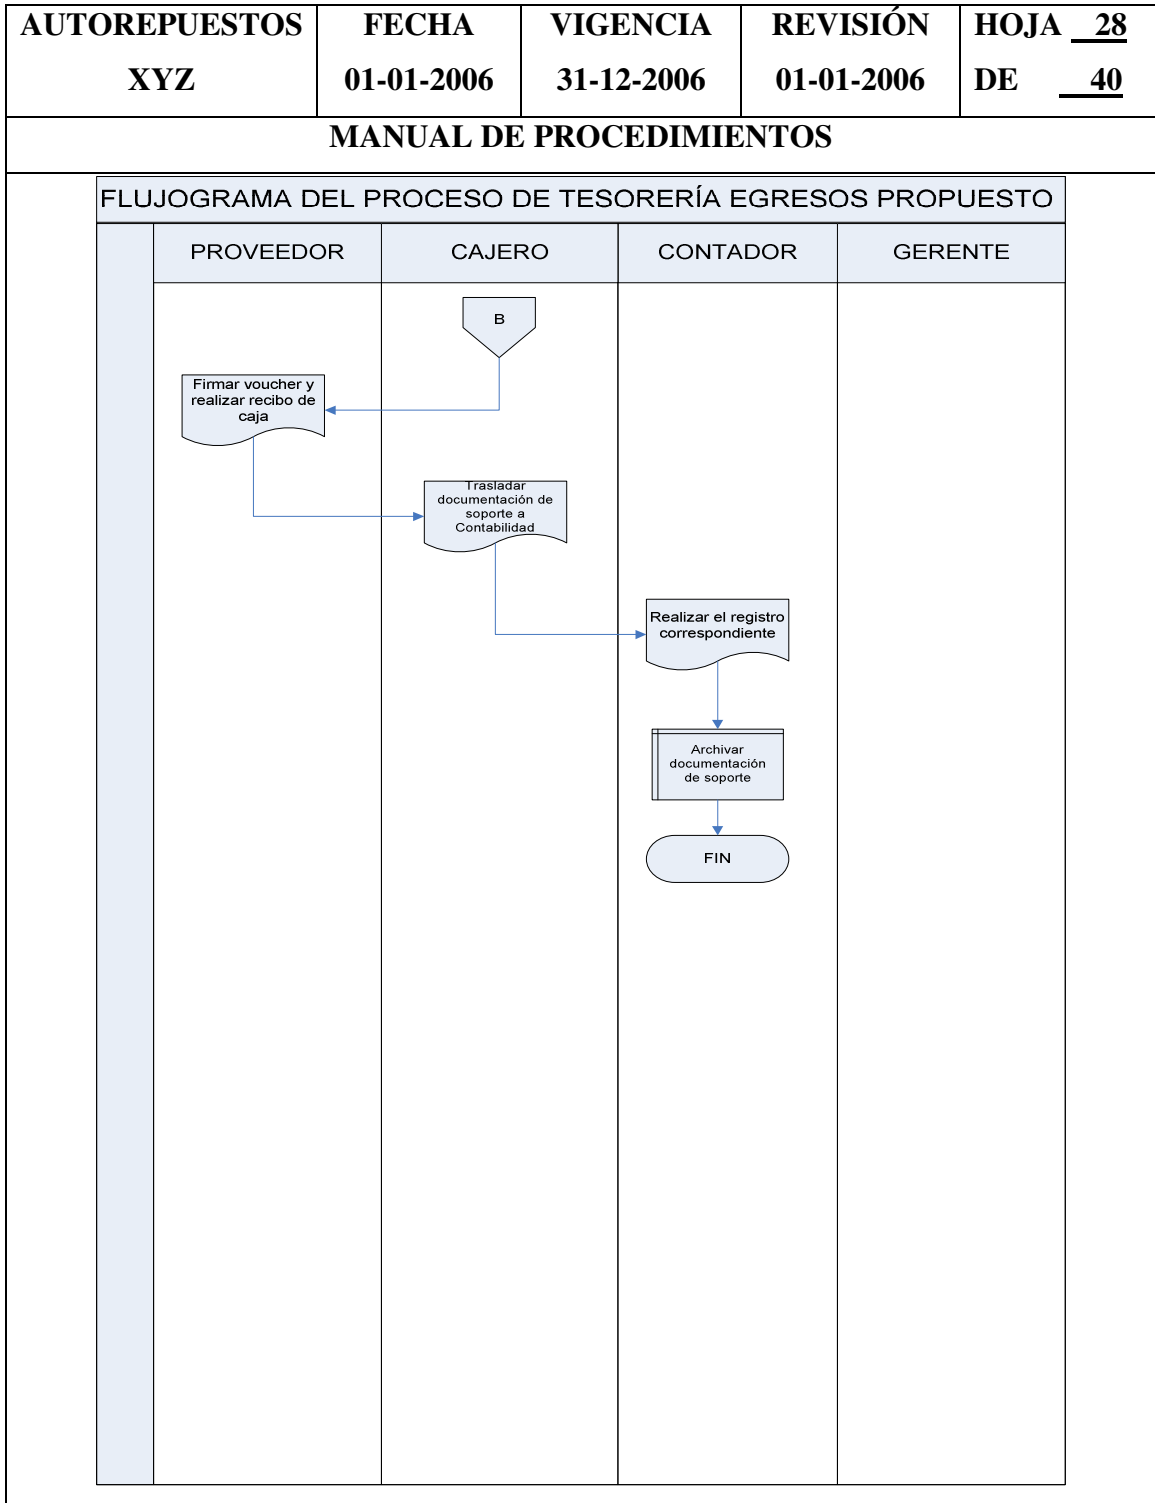 AUTOREPUESTOS XYZ
FECHA 01-01-2006
VIGENCIA 31-12-2006
REVISIÓN 01-01-2006
HOJA 28
DE 40
MANUAL DE PROCEDIMIENTOS
FLUJOGRAMA DEL PROCESO DE TESORERÍA EGRESOS PROPUESTO
PROVEEDOR CAJERO CONTADOR GERENTE
B
Firmar voucher y
realizar recibo de
caja
Trasladar
documentación de
soporte a
Contabilidad
Realizar el registro
correspondiente
Archivar
documentación
de soporte
FIN